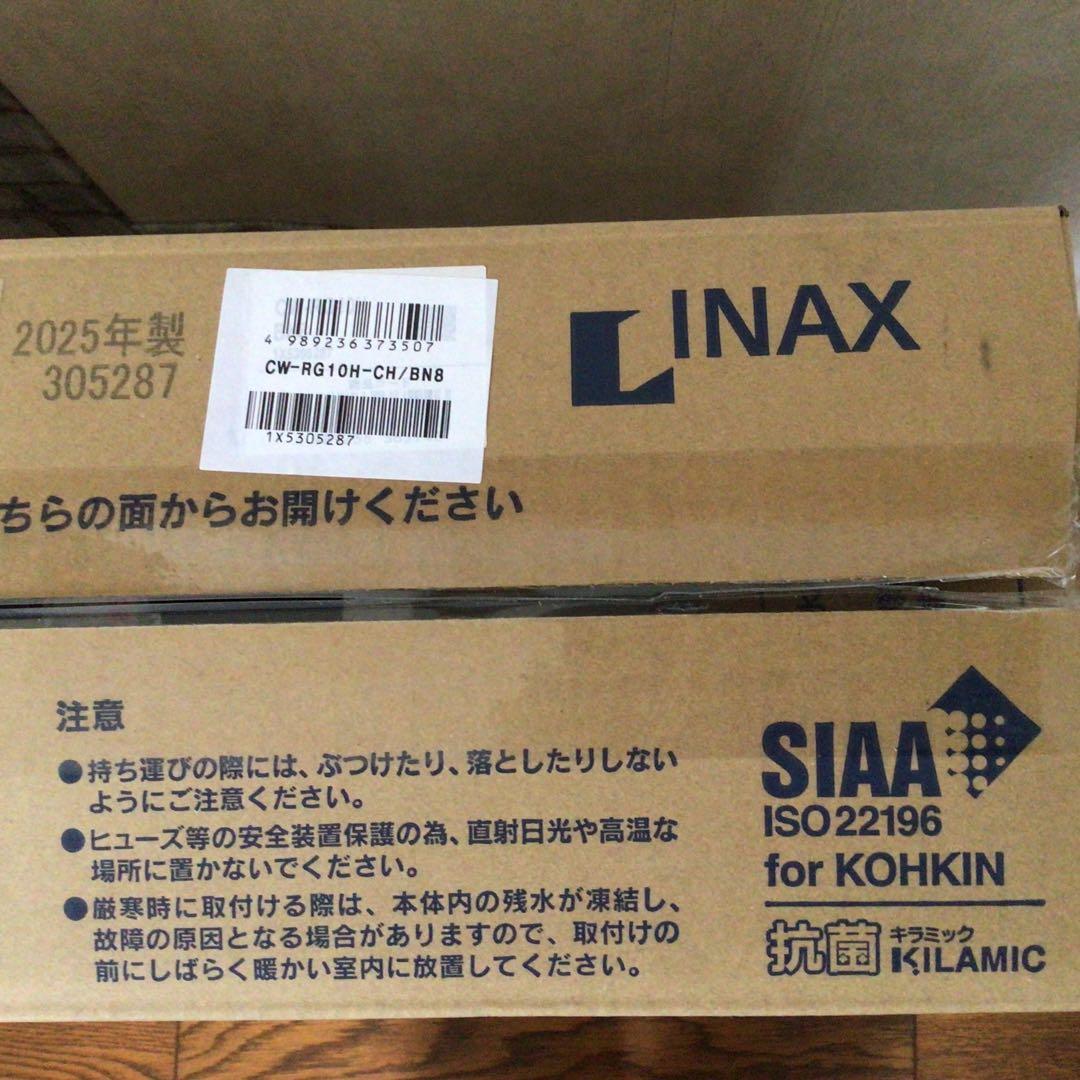 2025年製
305287
4 989236 373507
CW-RG10H-CH/BN8
1X5305287
INAX
ちらの面からお開けください
注意
●持ち運びの際には、ぶつけたり、落としたりしない
ようにご注意ください。
●ヒューズ等の安全装置保護の為、直射日光や高温な
場所に置かないでください。
●厳寒時に取付ける際は、本体内の残水が凍結し、
故障の原因となる場合がありますので、取付けの
前にしばらく暖かい室内に放置してください。
SIAA
ISO22196
for KOHKIN
抗菌 キラミック
KILAMIC